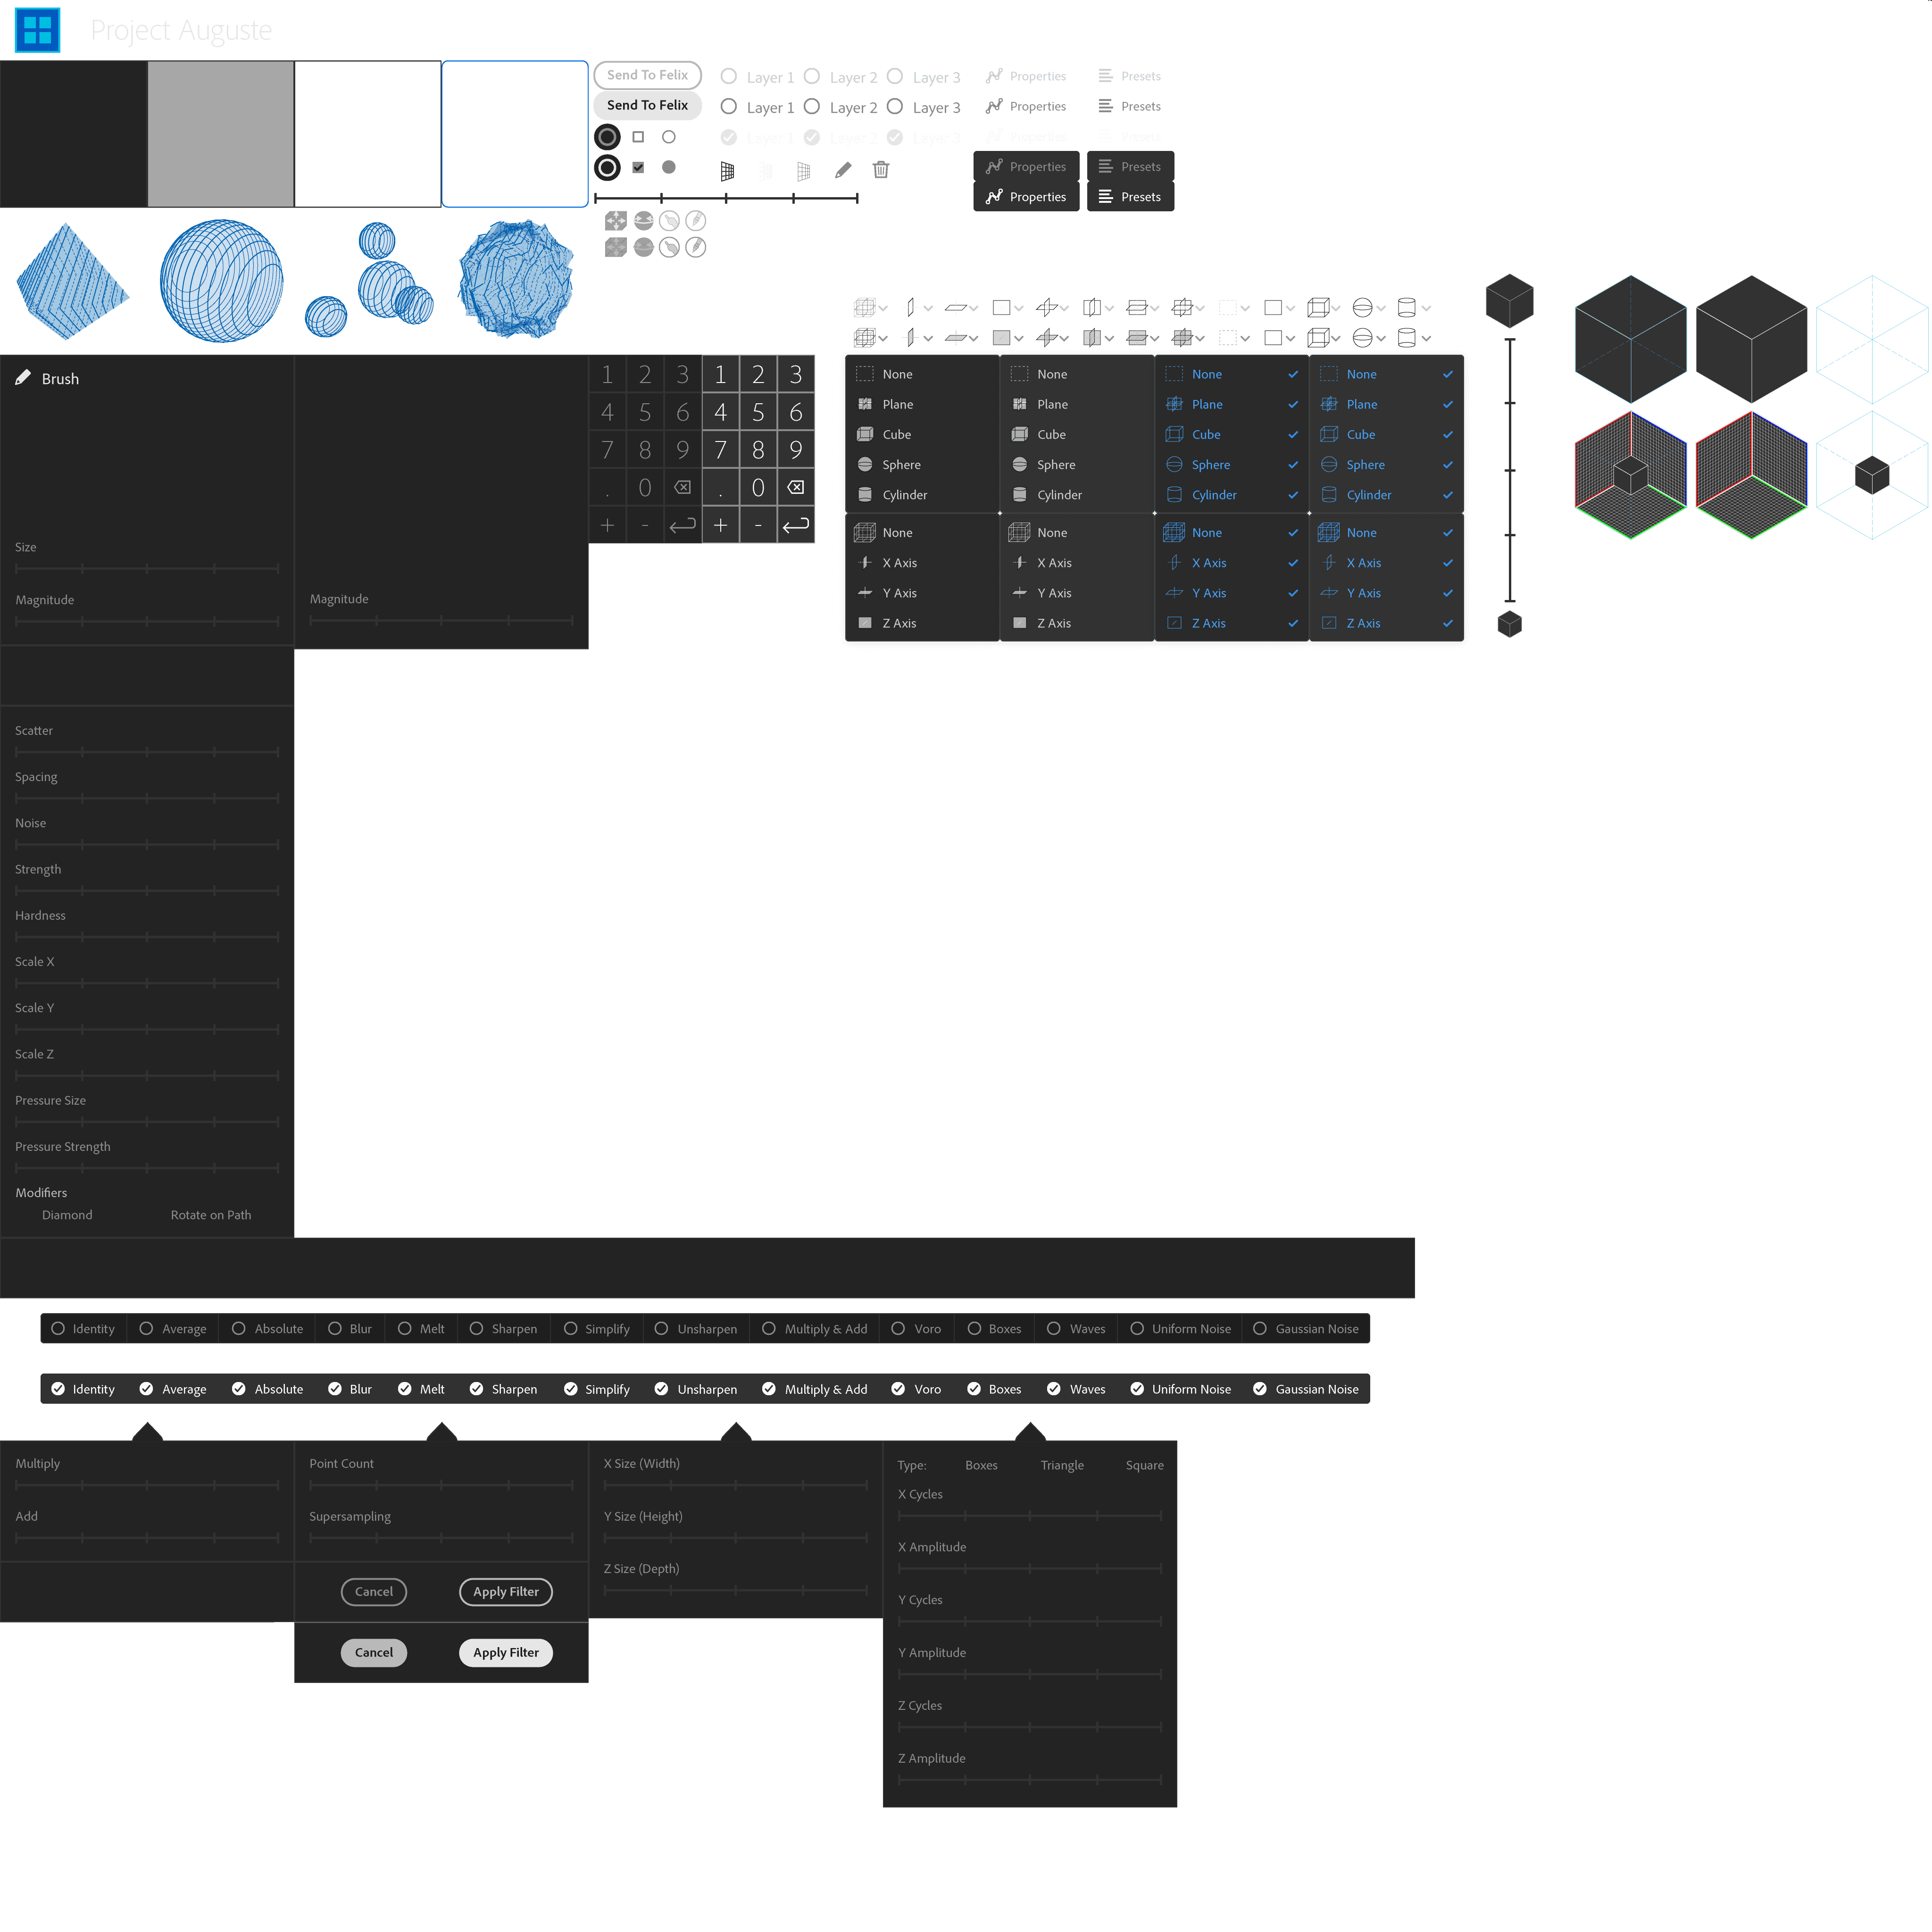 Project Auguste
Send To Felix
Layer 1 Layer 2 Layer 3
Properties
Presets
Send To Felix
Layer 1 Layer 2 Layer 3
Properties
Presets
Layer 1 Layer 2 Layer 3
Properties
Presets
Properties
Presets
Properties
Presets
Brush
Size
Magnitude
Magnitude
1 2 3 1 2 3
4 5 6 4 5 6
7 8 9 7 8 9
. 0 . 0
+ - + -
None None None None
Plane Plane Plane Plane
Cube Cube Cube Cube
Sphere Sphere Sphere Sphere
Cylinder Cylinder Cylinder Cylinder
None None None None
X Axis X Axis X Axis X Axis
Y Axis Y Axis Y Axis Y Axis
Z Axis Z Axis Z Axis Z Axis
Scatter
Spacing
Noise
Strength
Hardness
Scale X
Scale Y
Scale Z
Pressure Size
Pressure Strength
Modifiers
Diamond Rotate on Path
Identity Average Absolute Blur Melt Sharpen Simplify Unsharpen Multiply & Add Voro Boxes Waves Uniform Noise Gaussian Noise
Identity Average Absolute Blur Melt Sharpen Simplify Unsharpen Multiply & Add Voro Boxes Waves Uniform Noise Gaussian Noise
Multiply
Add
Point Count
Supersampling
Cancel Apply Filter
Cancel Apply Filter
X Size (Width)
Y Size (Height)
Z Size (Depth)
Type: Boxes Triangle Square
X Cycles
X Amplitude
Y Cycles
Y Amplitude
Z Cycles
Z Amplitude